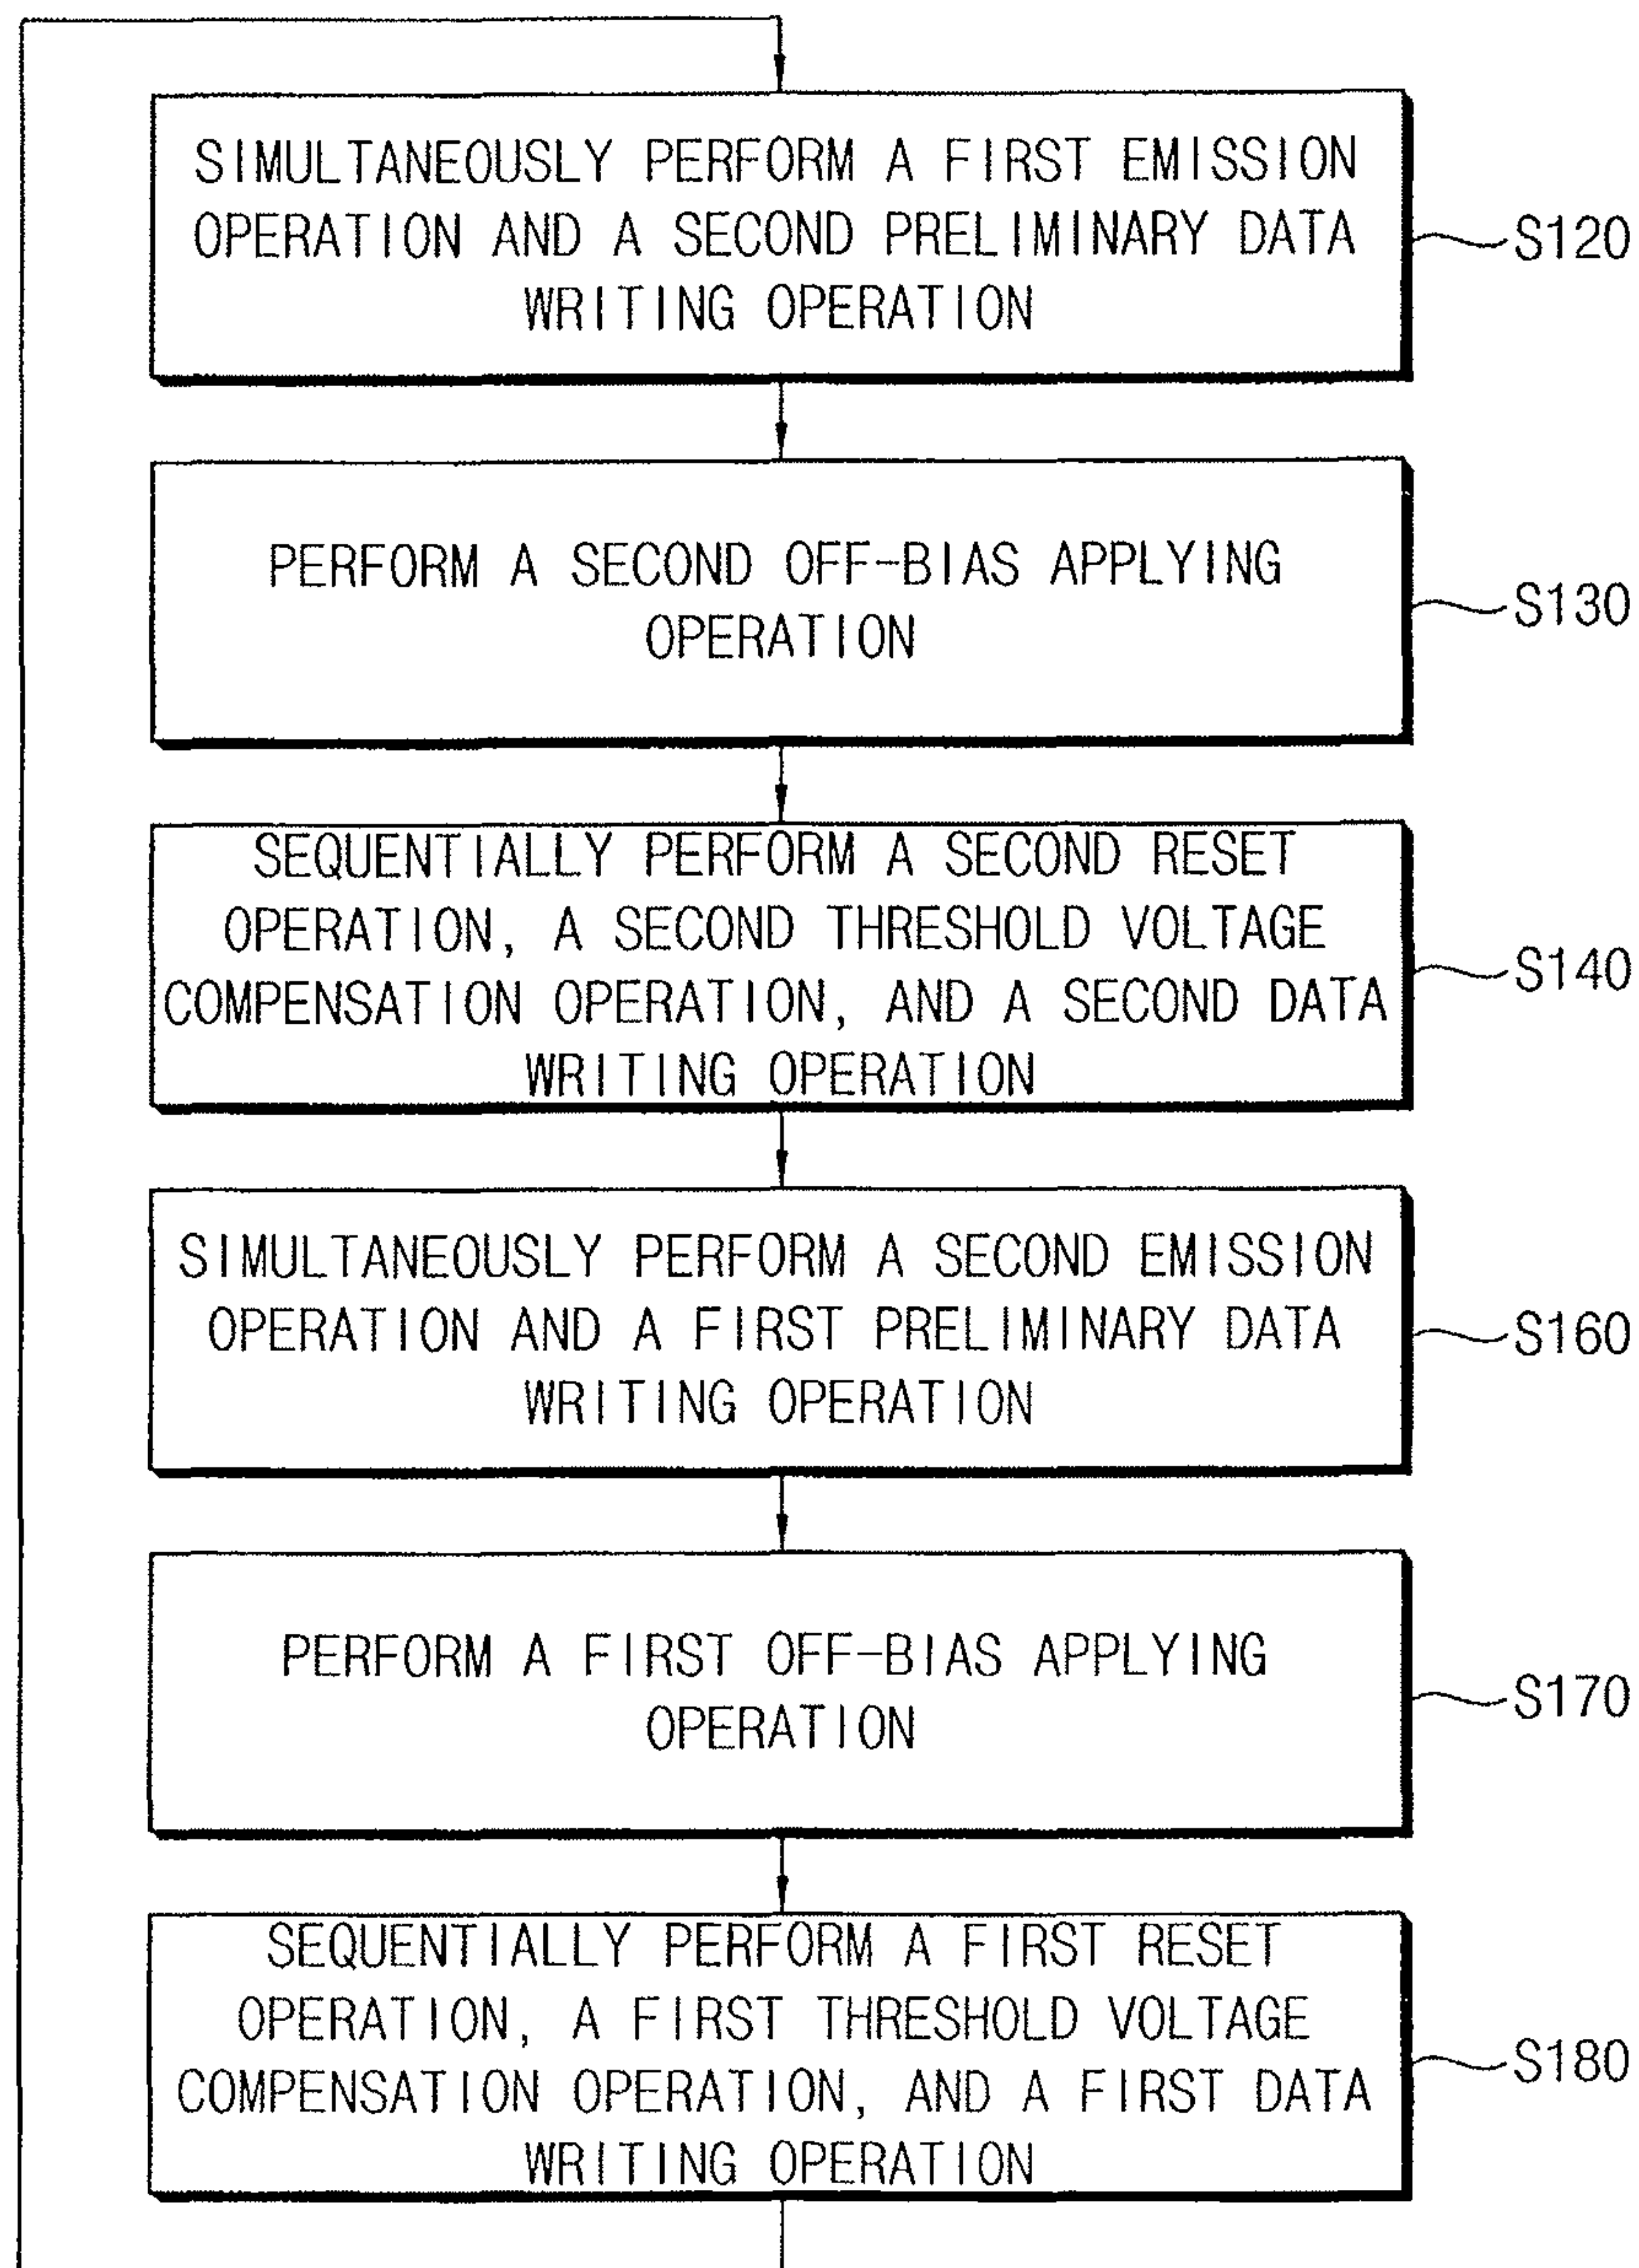 SIMULTANEOUSLY PERFORM A FIRST EMISSION
OPERATION AND A SECOND PRELIMINARY DATA
WRITING OPERATION
S120
PERFORM A SECOND OFF-BIAS APPLYING
OPERATION
S130
SEQUENTIALLY PERFORM A SECOND RESET
OPERATION, A SECOND THRESHOLD VOLTAGE
COMPENSATION OPERATION, AND A SECOND DATA
WRITING OPERATION
S140
SIMULTANEOUSLY PERFORM A SECOND EMISSION
OPERATION AND A FIRST PRELIMINARY DATA
WRITING OPERATION
S160
PERFORM A FIRST OFF-BIAS APPLYING
OPERATION
S170
SEQUENTIALLY PERFORM A FIRST RESET
OPERATION, A FIRST THRESHOLD VOLTAGE
COMPENSATION OPERATION, AND A FIRST DATA
WRITING OPERATION
S180